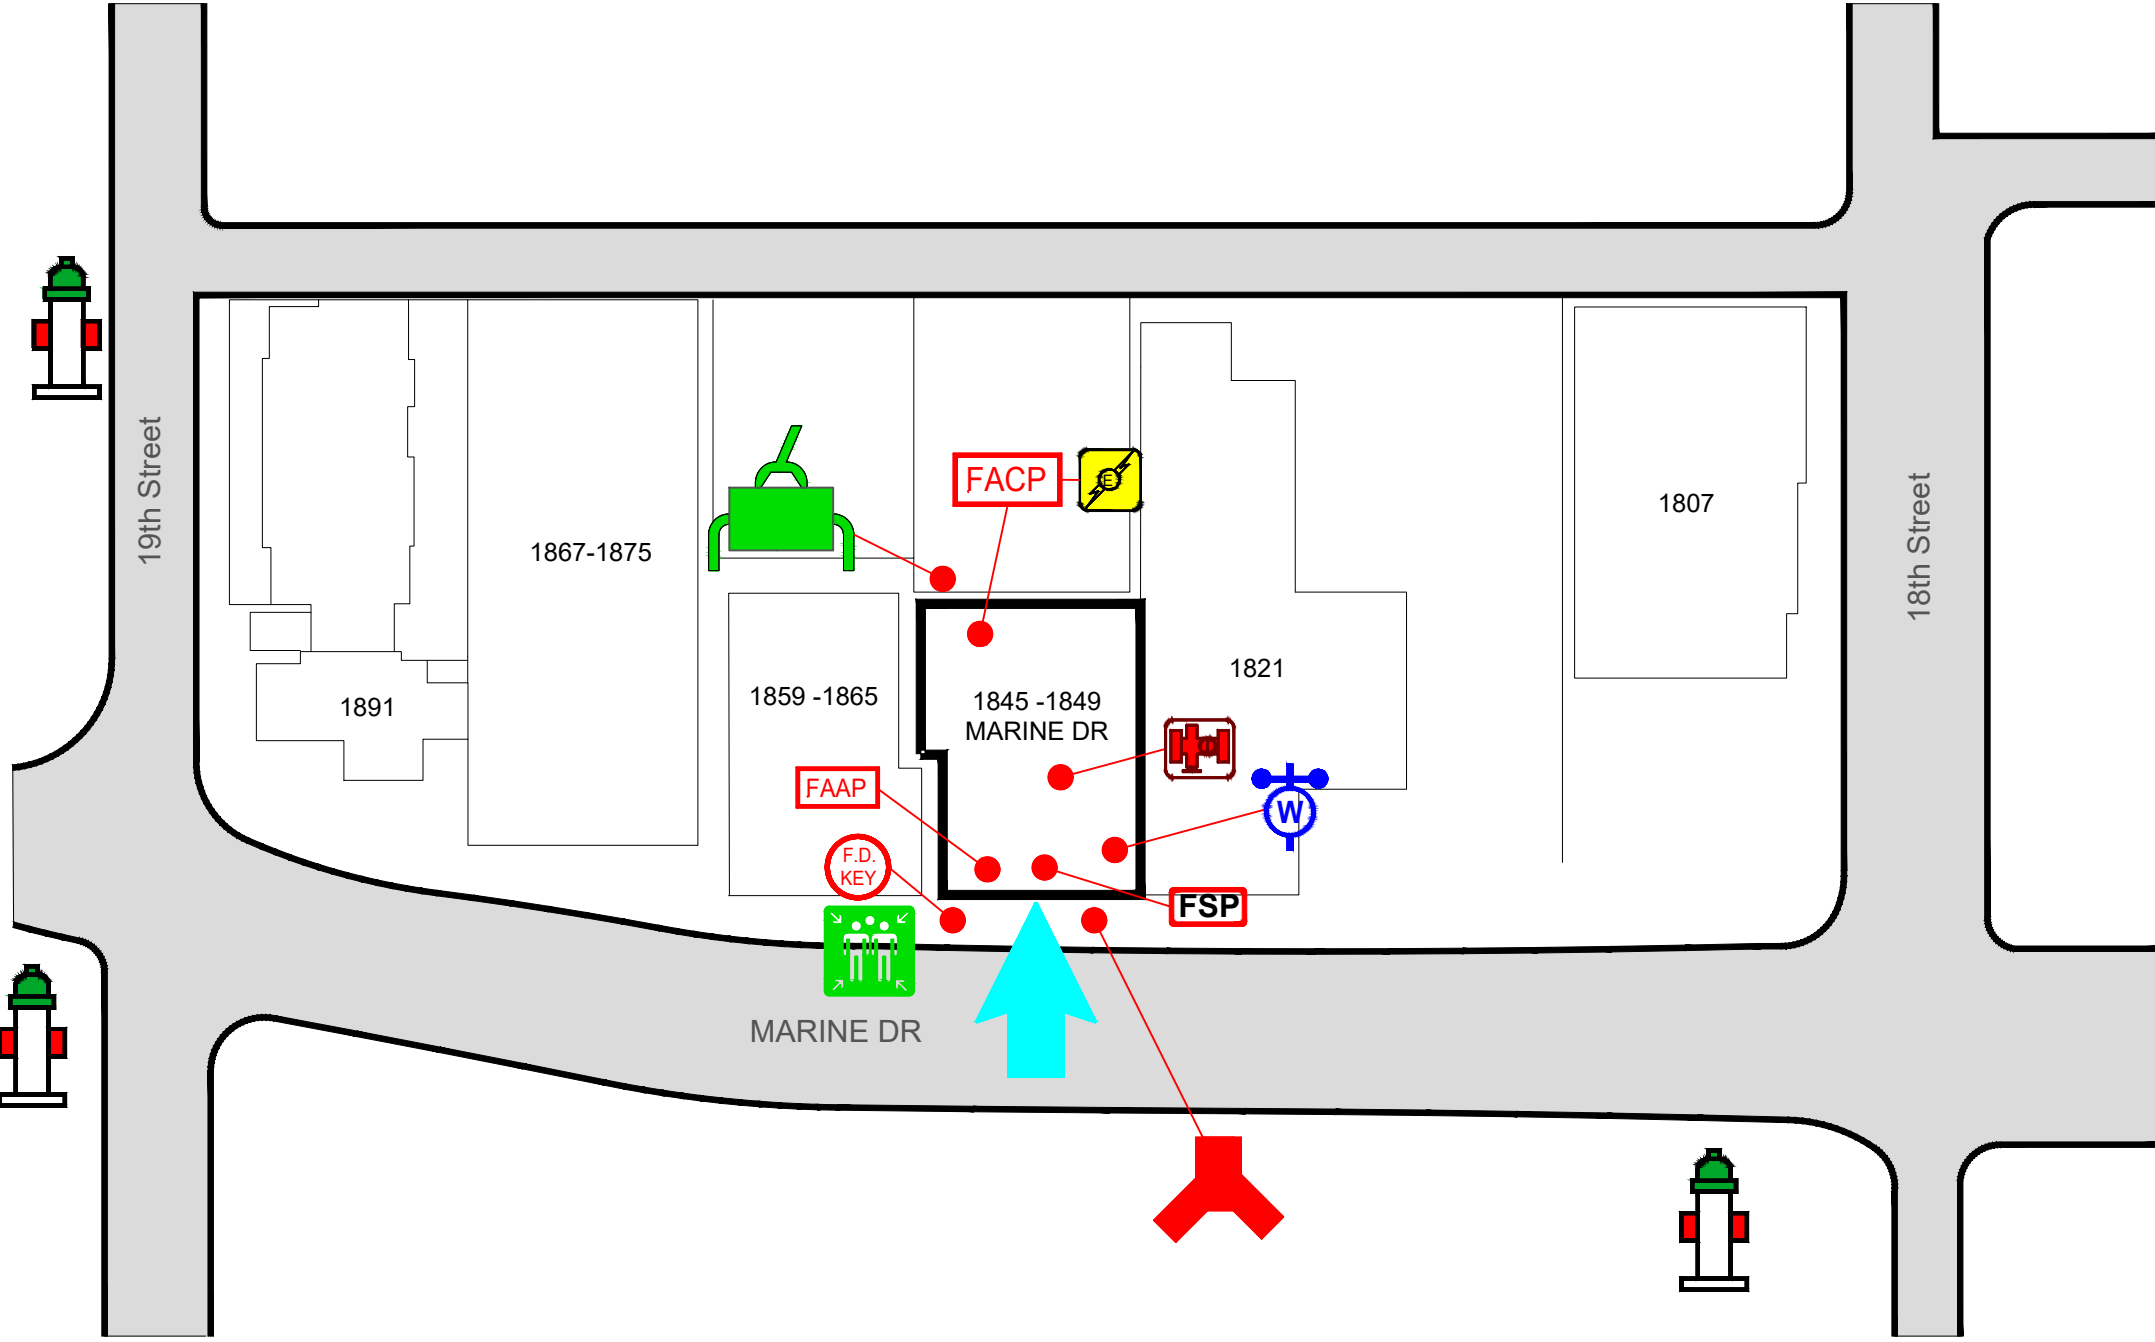 FACP
E
19th Street
18th Street
1807
1867-1875
1821
1859 -1865
1845 -1849
MARINE DR
1891
FAAP
W
F.D.
KEY
FSP
MARINE DR